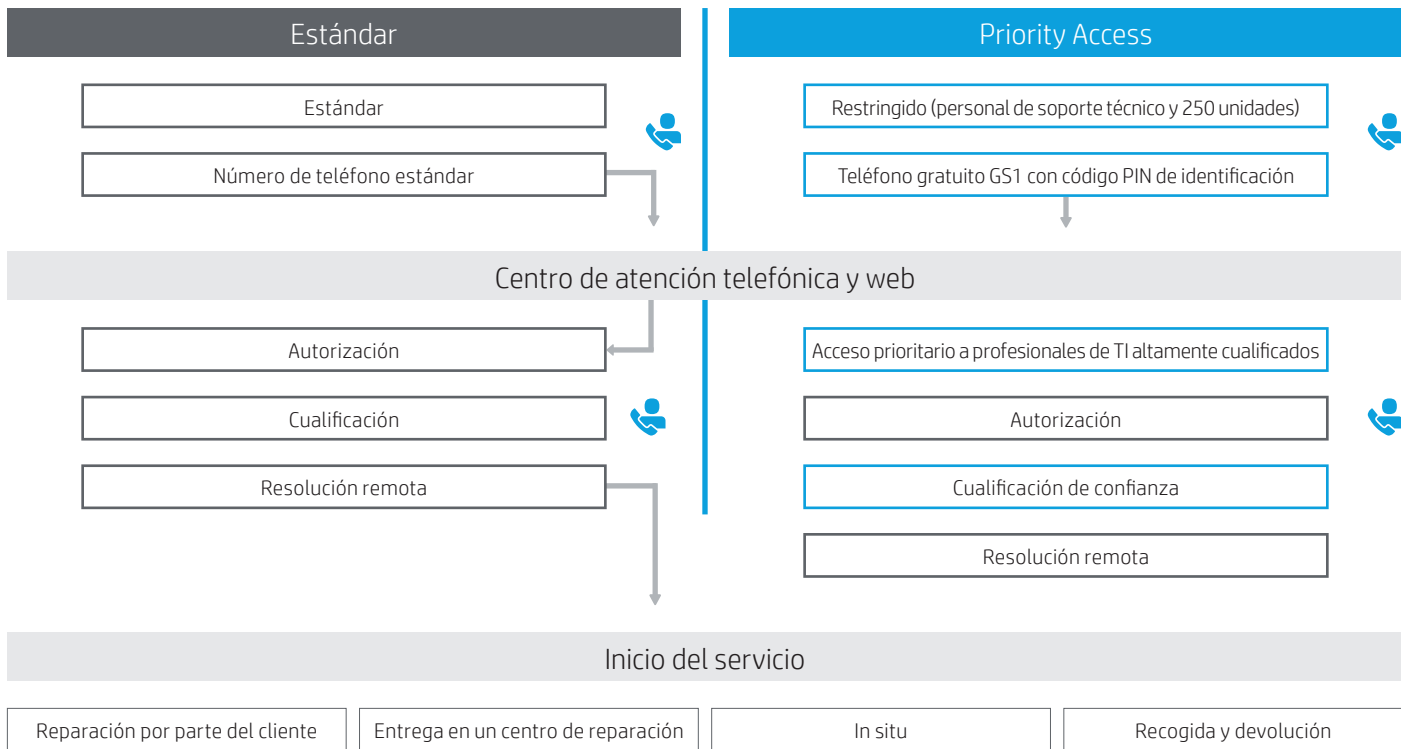 Estándar
Priority Access
Estándar
Restringido (personal de soporte técnico y 250 unidades)
Número de teléfono estándar
Teléfono gratuito GS1 con código PIN de identificación
Centro de atención telefónica y web
Autorización
Acceso prioritario a profesionales de TI altamente cualificados
Cualificación
Autorización
Resolución remota
Cualificación de confianza
Resolución remota
Inicio del servicio
Reparación por parte del cliente
Entrega en un centro de reparación
In situ
Recogida y devolución